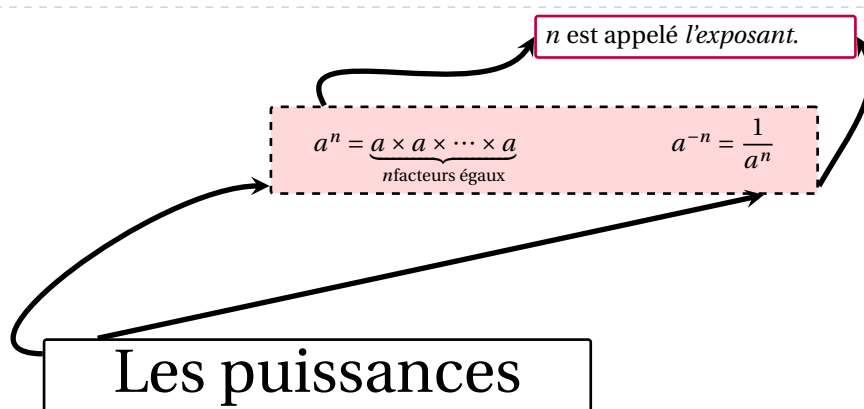 n est appelé l'exposant.
aⁿ = a × a × ··· × a
nfacteurs égaux
a⁻ⁿ = 1/aⁿ
Les puissances